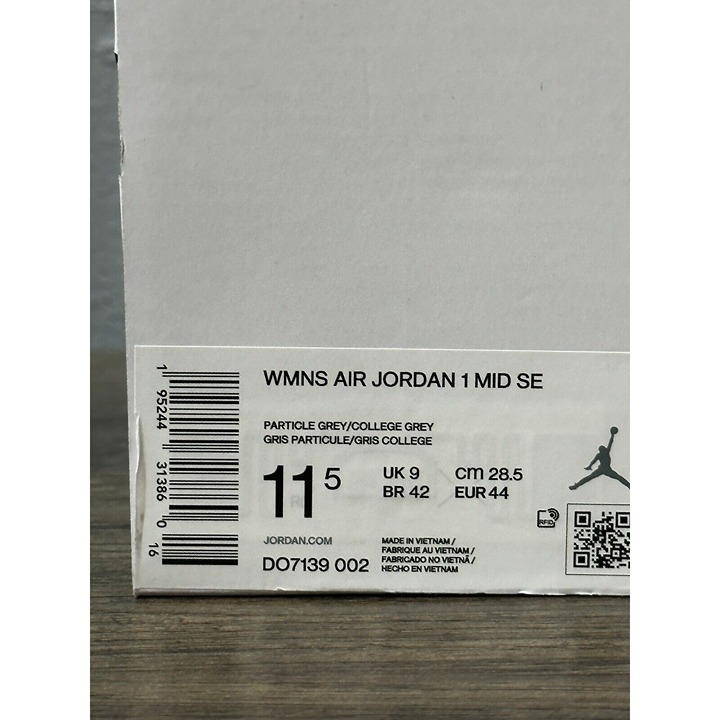 WMNS AIR JORDAN 1 MID SE
PARTICLE GREY/COLLEGE GREY
GRIS PARTICULE/GRIS COLLEGE
11 5
UK 9 cm 28.5
BR 42 EUR 44
RFID
JORDAN.COM
DO7139 002
MADE IN VIETNAM /
FABRIQUE AU VIETNAM /
FABRICADO NO VIETNÃ /
HECHO EN VIETNAM
1 95244 31386 0 16